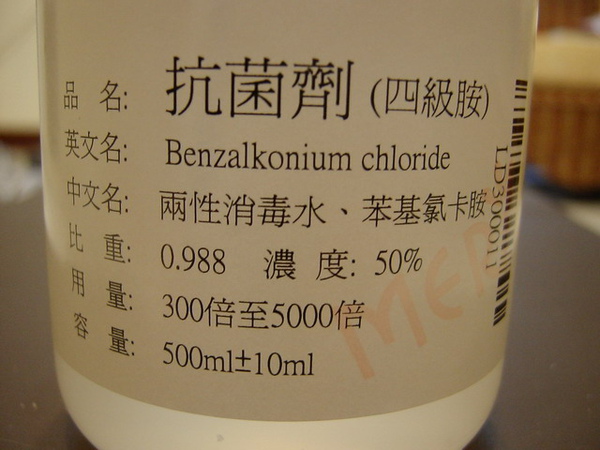 品 名: 抗菌劑 (四級胺)
英文名: Benzalkonium chloride
中文名: 兩性消毒水、苯基氯卡胺
比 重: 0.988 濃 度: 50%
用 量: 300倍至5000倍
容 量: 500ml±10ml
LD300011
MED